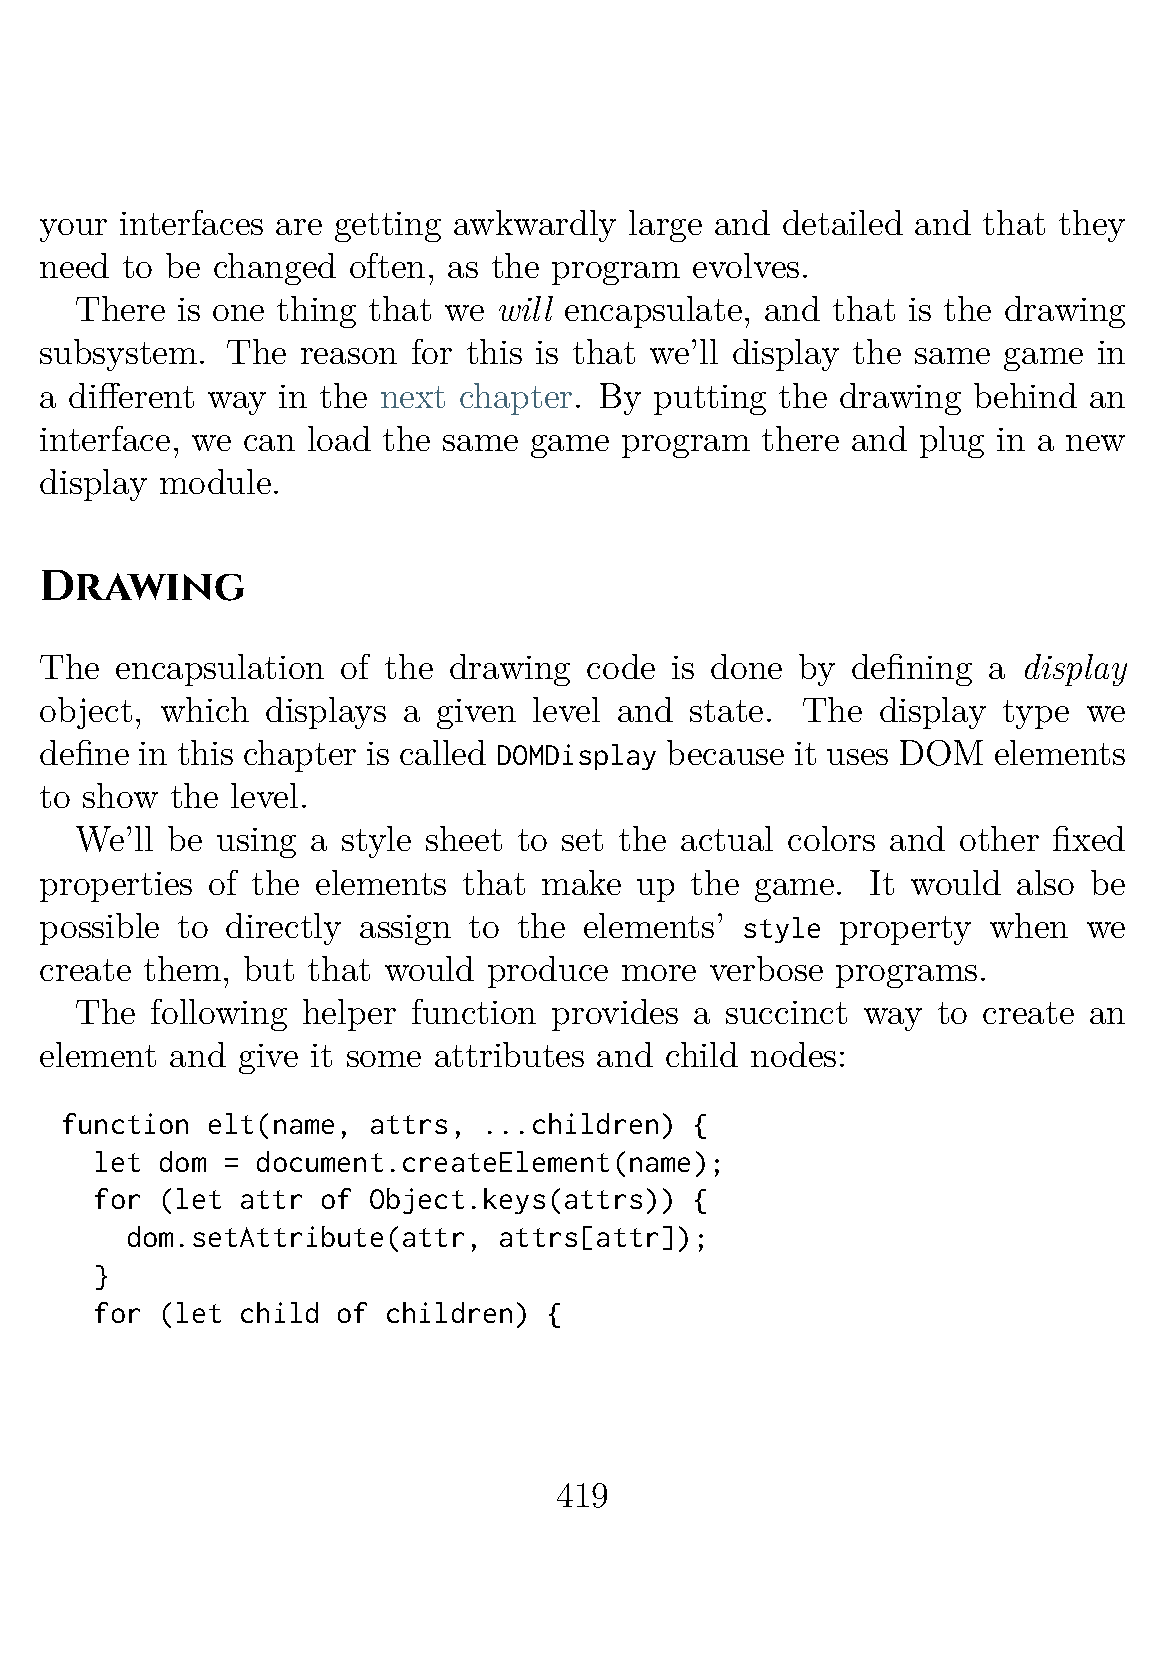 your interfaces are getting awkwardly large and detailed and that they
need to be changed often, as the program evolves.
There is one thing that we will encapsulate, and that is the drawing
subsystem. The reason for this is that we’ll display the same game in
a different way in the next chapter. By putting the drawing behind an
interface, we can load the same game program there and plug in a new
display module.
Drawing
The encapsulation of the drawing code is done by defining a display
object, which displays a given level and state. The display type we
define in this chapter is called DOMDisplay because it uses DOM elements
to show the level.
We’ll be using a style sheet to set the actual colors and other fixed
properties of the elements that make up the game. It would also be
possible to directly assign to the elements’ style property when we
create them, but that would produce more verbose programs.
The following helper function provides a succinct way to create an
element and give it some attributes and child nodes:
function elt(name, attrs, ...children) {
  let dom = document.createElement(name);
  for (let attr of Object.keys(attrs)) {
    dom.setAttribute(attr, attrs[attr]);
  }
  for (let child of children) {
419